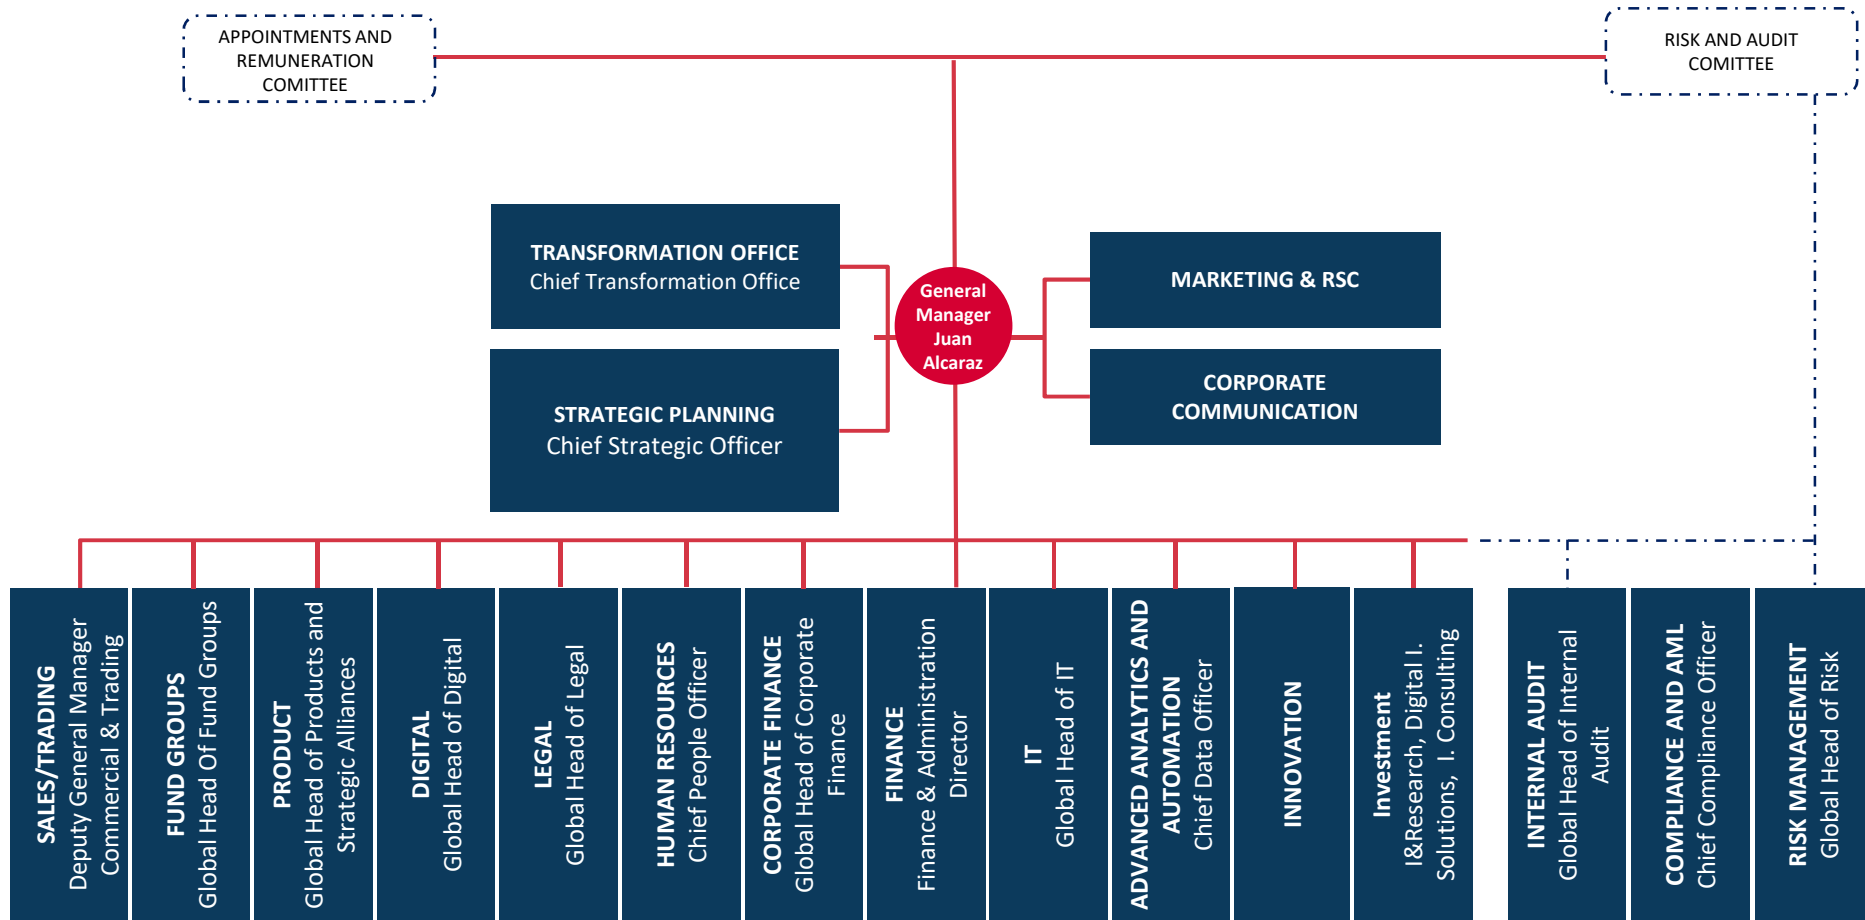 APPOINTMENTS AND
REMUNERATION
COMITTEE
RISK AND AUDIT
COMITTEE
TRANSFORMATION OFFICE
Chief Transformation Office
STRATEGIC PLANNING
Chief Strategic Officer
General
Manager
Juan
Alcaraz
MARKETING & RSC
CORPORATE
COMMUNICATION
SALES/TRADING
Deputy General Manager
Commercial & Trading
FUND GROUPS
Global Head Of Fund Groups
PRODUCT
Global Head of Products and
Strategic Alliances
DIGITAL
Global Head of Digital
LEGAL
Global Head of Legal
HUMAN RESOURCES
Chief People Officer
CORPORATE FINANCE
Global Head of Corporate
Finance
FINANCE
Finance & Administration
Director
IT
Global Head of IT
ADVANCED ANALYTICS AND
AUTOMATION
Chief Data Officer
INNOVATION
Investment
I&Research, Digital I.
Solutions, I. Consulting
INTERNAL AUDIT
Global Head of Internal
Audit
COMPLIANCE AND AML
Chief Compliance Officer
RISK MANAGEMENT
Global Head of Risk